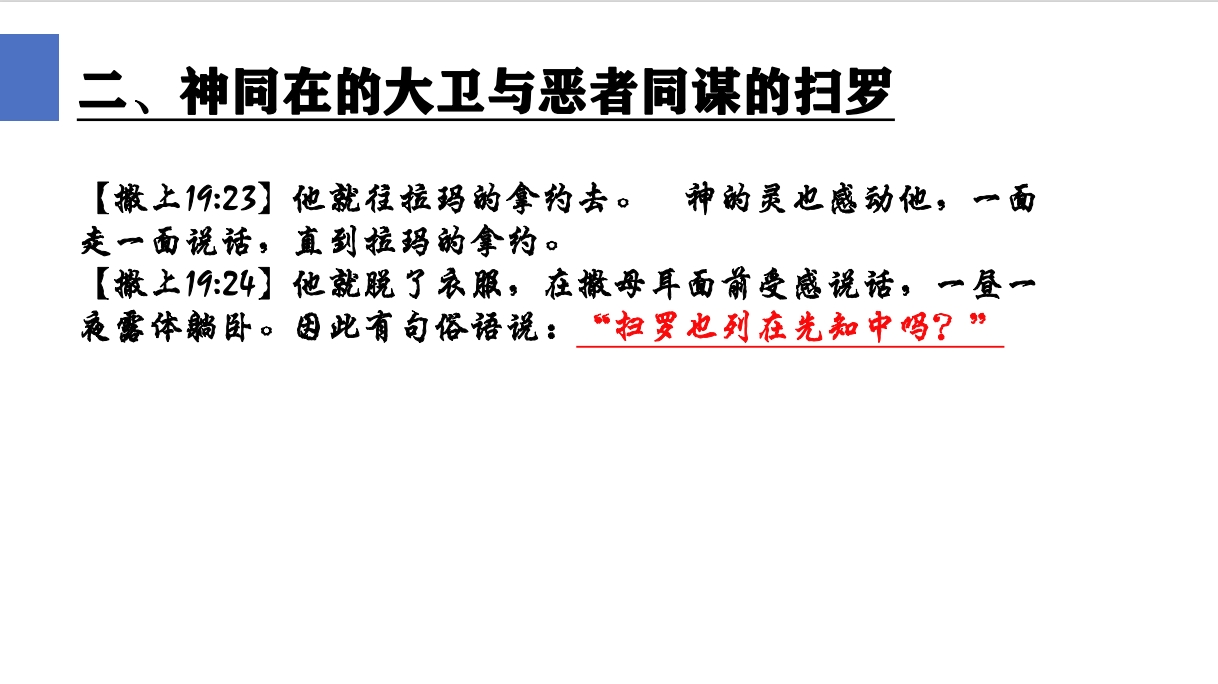 二、神同在的大卫与恶者同谋的扫罗
【撒上19:23】他就往拉玛的拿约去。 神的灵也感动他，一面
走一面说话，直到拉玛的拿约。
【撒上19:24】他就脱了衣服，在撒母耳面前受感说话，一昼一
夜露体躺卧。因此有句俗语说：“扫罗也列在先知中吗？”